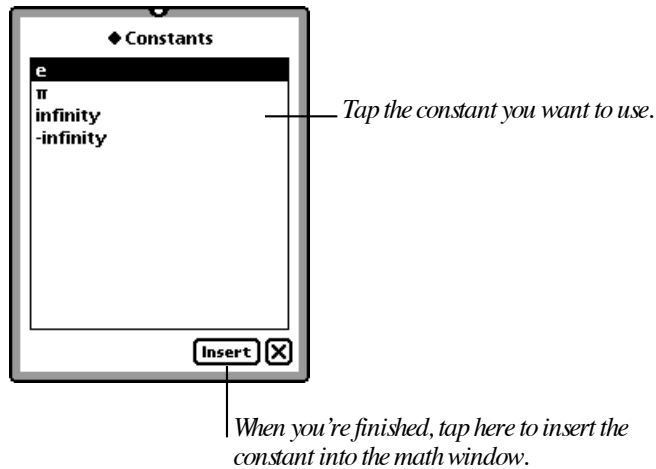 ◆Constants
e
π
infinity
-infinity
Tap the constant you want to use.
Insert
When you're finished, tap here to insert the
constant into the math window.